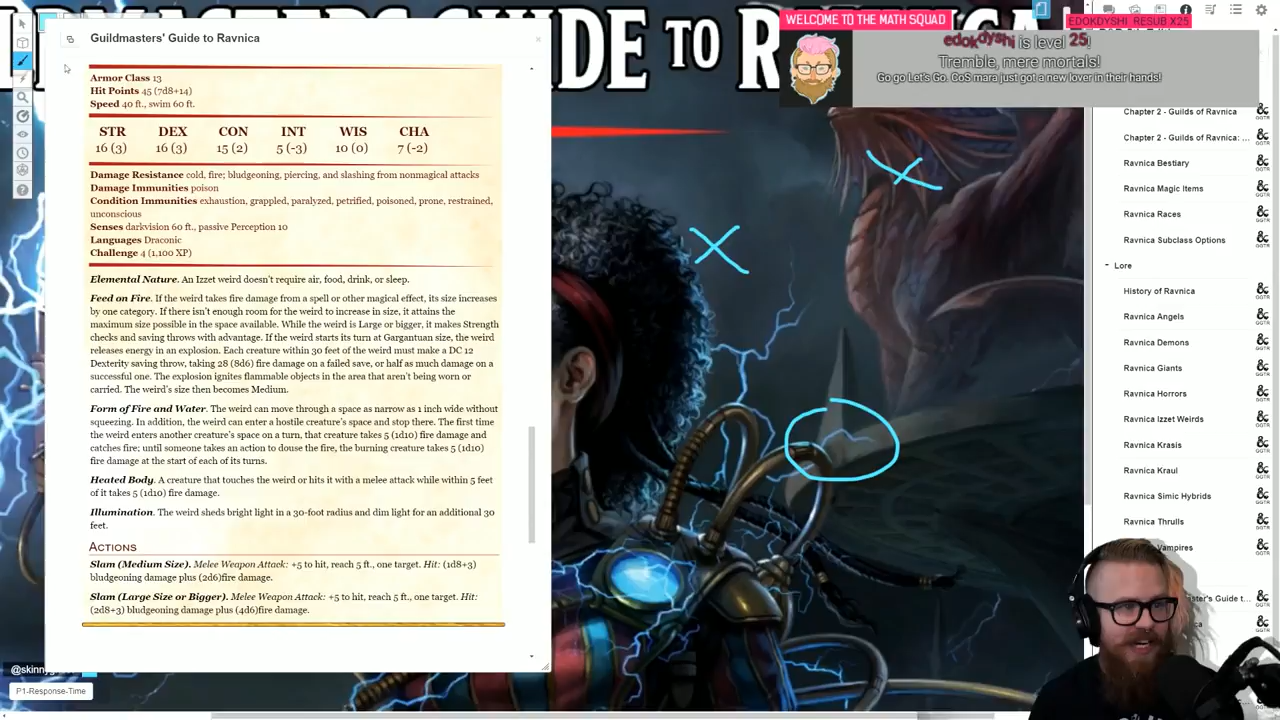 RAVNICA MASTERS GUIDE TO R
WELCOME TO THE MATH SQUAD
EDOKDYSHI RESUB X25
edokdyshi is level 25!
Tremble, mere mortals!
Go go Let's Go. CoS mara just got a new lover in their hands!
Guildmasters' Guide to Ravnica
Armor Class 13
Hit Points 45 (7d8+14)
Speed 40 ft., swim 60 ft.
STR DEX CON INT WIS CHA
16 (3) 16 (3) 15 (2) 5 (-3) 10 (0) 7 (-2)
Damage Resistance cold, fire; bludgeoning, piercing, and slashing from nonmagical attacks
Damage Immunities poison
Condition Immunities exhaustion, grappled, paralyzed, petrified, poisoned, prone, restrained,
unconscious
Senses darkvision 60 ft., passive Perception 10
Languages Draconic
Challenge 4 (1,100 XP)
Elemental Nature. An Izzet weird doesn't require air, food, drink, or sleep.
Feed on Fire. If the weird takes fire damage from a spell or other magical effect, its size increases
by one category. If there isn't enough room for the weird to increase in size, it attains the
maximum size possible in the space available. While the weird is Large or bigger, it makes Strength
checks and saving throws with advantage. If the weird starts its turn at Gargantuan size, the weird
releases energy in an explosion. Each creature within 30 feet of the weird must make a DC 12
Dexterity saving throw, taking 28 (8d6) fire damage on a failed save, or half as much damage on a
successful one. The explosion ignites flammable objects in the area that aren't being worn or
carried. The weird's size then becomes Medium.
Form of Fire and Water. The weird can move through a space as narrow as 1 inch wide without
squeezing. In addition, the weird can enter a hostile creature's space and stop there. The first time
the weird enters another creature's space on a turn, that creature takes 5 (1d10) fire damage and
catches fire; until someone takes an action to douse the fire, the burning creature takes 5 (1d10)
fire damage at the start of each of its turns.
Heated Body. A creature that touches the weird or hits it with a melee attack while within 5 feet
of it takes 5 (1d10) fire damage.
Illumination. The weird sheds bright light in a 30-foot radius and dim light for an additional 30
feet.
ACTIONS
Slam (Medium Size). Melee Weapon Attack: +5 to hit, reach 5 ft., one target. Hit: (1d8+3)
bludgeoning damage plus (2d6)fire damage.
Slam (Large Size or Bigger). Melee Weapon Attack: +5 to hit, reach 5 ft., one target. Hit:
(2d8+3) bludgeoning damage plus (4d6)fire damage.
P1-Response-Time
Chapter 2 - Guilds of Ravnica
Chapter 2 - Guilds of Ravnica: ...
Ravnica Bestiary
Ravnica Magic Items
Ravnica Races
Ravnica Subclass Options
Lore
History of Ravnica
Ravnica Angels
Ravnica Demons
Ravnica Giants
Ravnica Horrors
Ravnica Izzet Weirds
Ravnica Krasis
Ravnica Kraul
Ravnica Simic Hybrids
Ravnica Thrulls
Vampires
ster's Guide t...